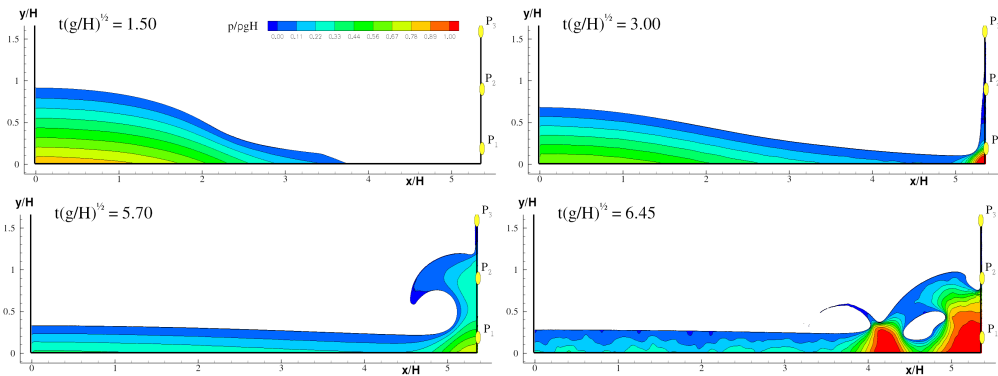 y/H
t(g/H)^½ = 1.50
p/ρgH
0.00 0.11 0.22 0.33 0.44 0.56 0.67 0.78 0.89 1.00
P3
1.5
P2
1
0.5
P1
0
0 1 2 3 4 5
x/H
y/H
t(g/H)^½ = 3.00
P3
1.5
P2
1
0.5
P1
0
0 1 2 3 4 5
x/H
y/H
t(g/H)^½ = 5.70
P3
1.5
P2
1
0.5
P1
0
0 1 2 3 4 5
x/H
y/H
t(g/H)^½ = 6.45
P3
1.5
P2
1
0.5
P1
0
0 1 2 3 4 5
x/H